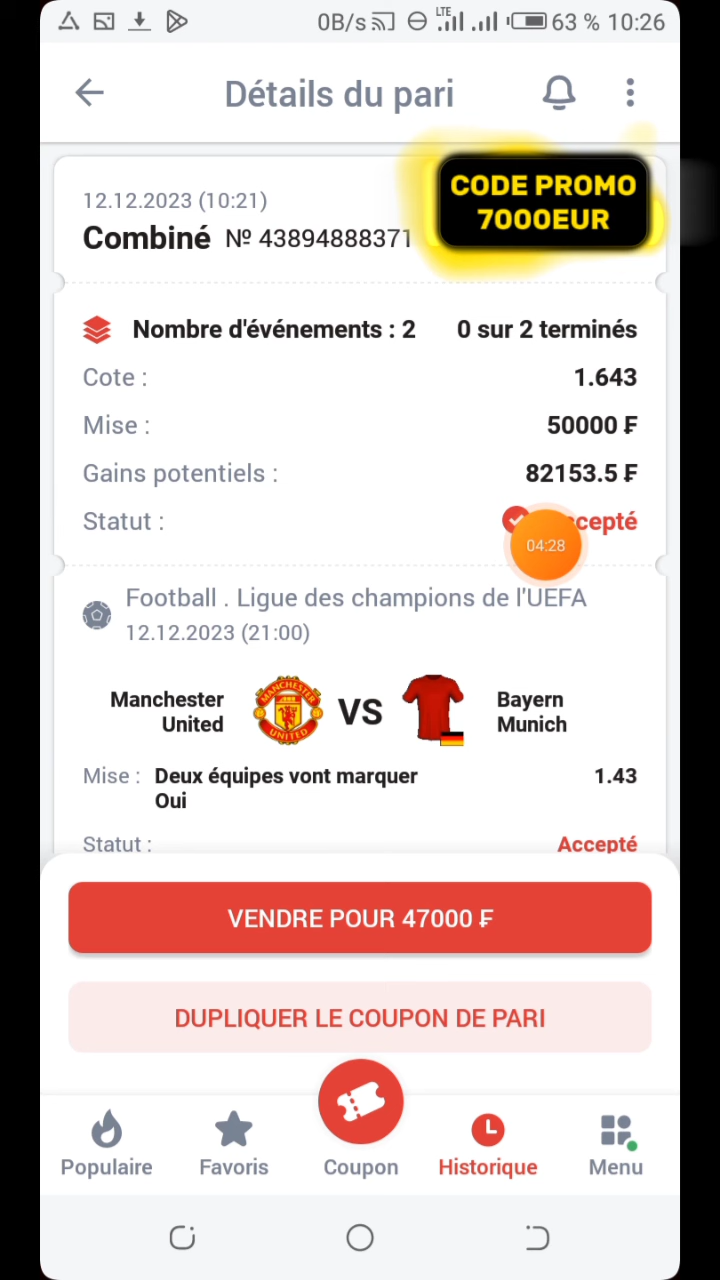 0B/s LTE 63 % 10:26
Détails du pari
CODE PROMO
7000EUR
12.12.2023 (10:21)
Combiné № 43894888371
Nombre d'événements : 2 0 sur 2 terminés
Cote : 1.643
Mise : 50000 ₣
Gains potentiels : 82153.5 ₣
Statut : cepté
04:28
Football . Ligue des champions de l'UEFA
12.12.2023 (21:00)
Manchester
United
MANCHESTER
UNITED
VS
Bayern
Munich
Mise : Deux équipes vont marquer 1.43
Oui
Statut : Accepté
VENDRE POUR 47000 ₣
DUPLIQUER LE COUPON DE PARI
Populaire Favoris Coupon Historique Menu